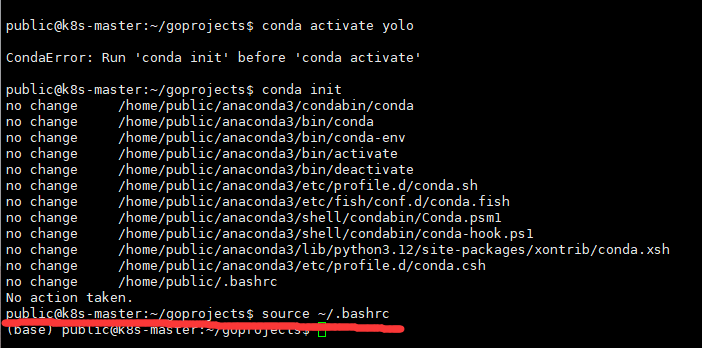 public@k8s-master:~/goprojects$ conda activate yolo
CondaError: Run 'conda init' before 'conda activate'
public@k8s-master:~/goprojects$ conda init
no change     /home/public/anaconda3/condabin/conda
no change     /home/public/anaconda3/bin/conda
no change     /home/public/anaconda3/bin/conda-env
no change     /home/public/anaconda3/bin/activate
no change     /home/public/anaconda3/bin/deactivate
no change     /home/public/anaconda3/etc/profile.d/conda.sh
no change     /home/public/anaconda3/etc/fish/conf.d/conda.fish
no change     /home/public/anaconda3/shell/condabin/Conda.psm1
no change     /home/public/anaconda3/shell/condabin/conda-hook.ps1
no change     /home/public/anaconda3/lib/python3.12/site-packages/xontrib/conda.xsh
no change     /home/public/anaconda3/etc/profile.d/conda.csh
no change     /home/public/.bashrc
No action taken.
public@k8s-master:~/goprojects$ source ~/.bashrc
(base) public@k8s-master:~/goprojects$